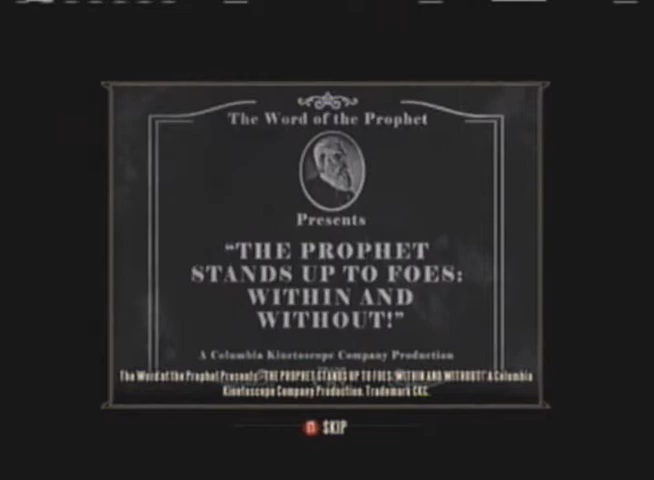 The Word of the Prophet
Presents
“THE PROPHET
STANDS UP TO FOES:
WITHIN AND
WITHOUT!”
A Columbia Kinetoscope Company Production
The Word of the Prophet Presents “THE PROPHET STANDS UP TO FOES: WITHIN AND WITHOUT!” A Columbia
Kinetoscope Company Production. Trademark CKC.
SKIP